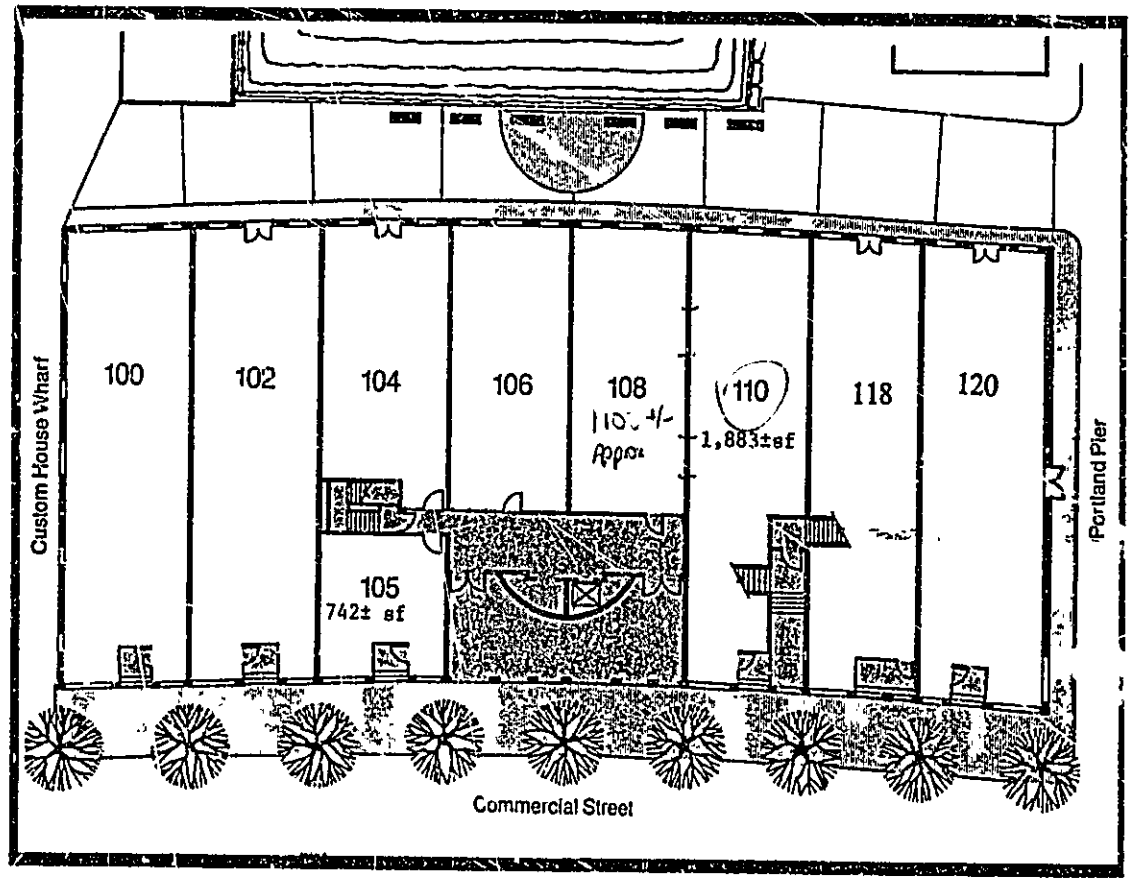 Custom House Wharf
100
102
104
106
108
+/-
Approx
110
1,883±sf
118
120
105
742± sf
Portland Pier
Commercial Street